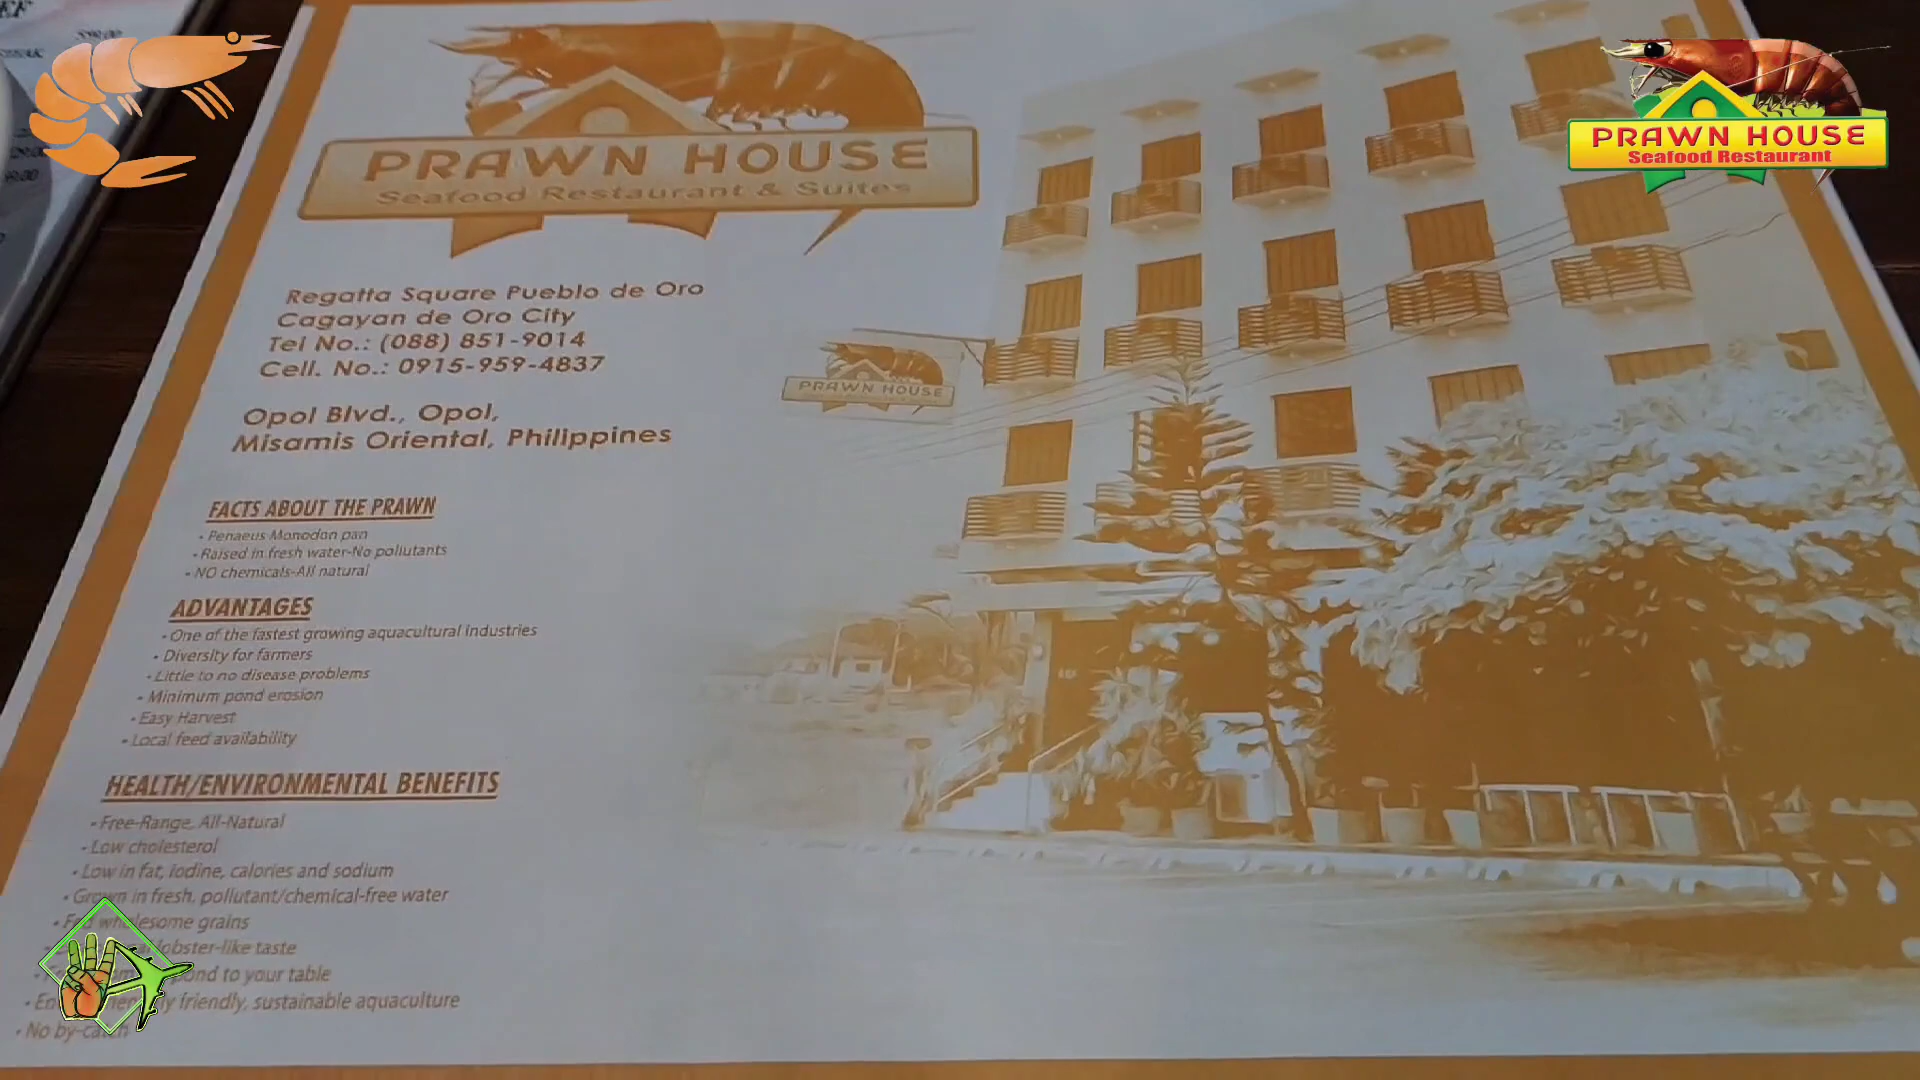 PRAWN HOUSE
Seafood Restaurant & Suites
PRAWN HOUSE
Seafood Restaurant
Regatta Square Pueblo de Oro
Cagayan de Oro City
Tel No.: (088) 851-9014
Cell. No.: 0915-959-4837
Opol Blvd., Opol,
Misamis Oriental, Philippines
PRAWN HOUSE
FACTS ABOUT THE PRAWN
• Penaeus Monodon pan
• Raised in fresh water-No pollutants
• NO chemicals-All natural
ADVANTAGES
• One of the fastest growing aquacultural industries
• Diversity for farmers
• Little to no disease problems
• Minimum pond erosion
• Easy Harvest
• Local feed availability
HEALTH/ENVIRONMENTAL BENEFITS
• Free-Range, All-Natural
• Low cholesterol
• Low in fat, iodine, calories and sodium
• Grown in fresh, pollutant/chemical-free water
• Fed wholesome grains
lobster-like taste
pond to your table
• Environmentally friendly, sustainable aquaculture
• No by-catch